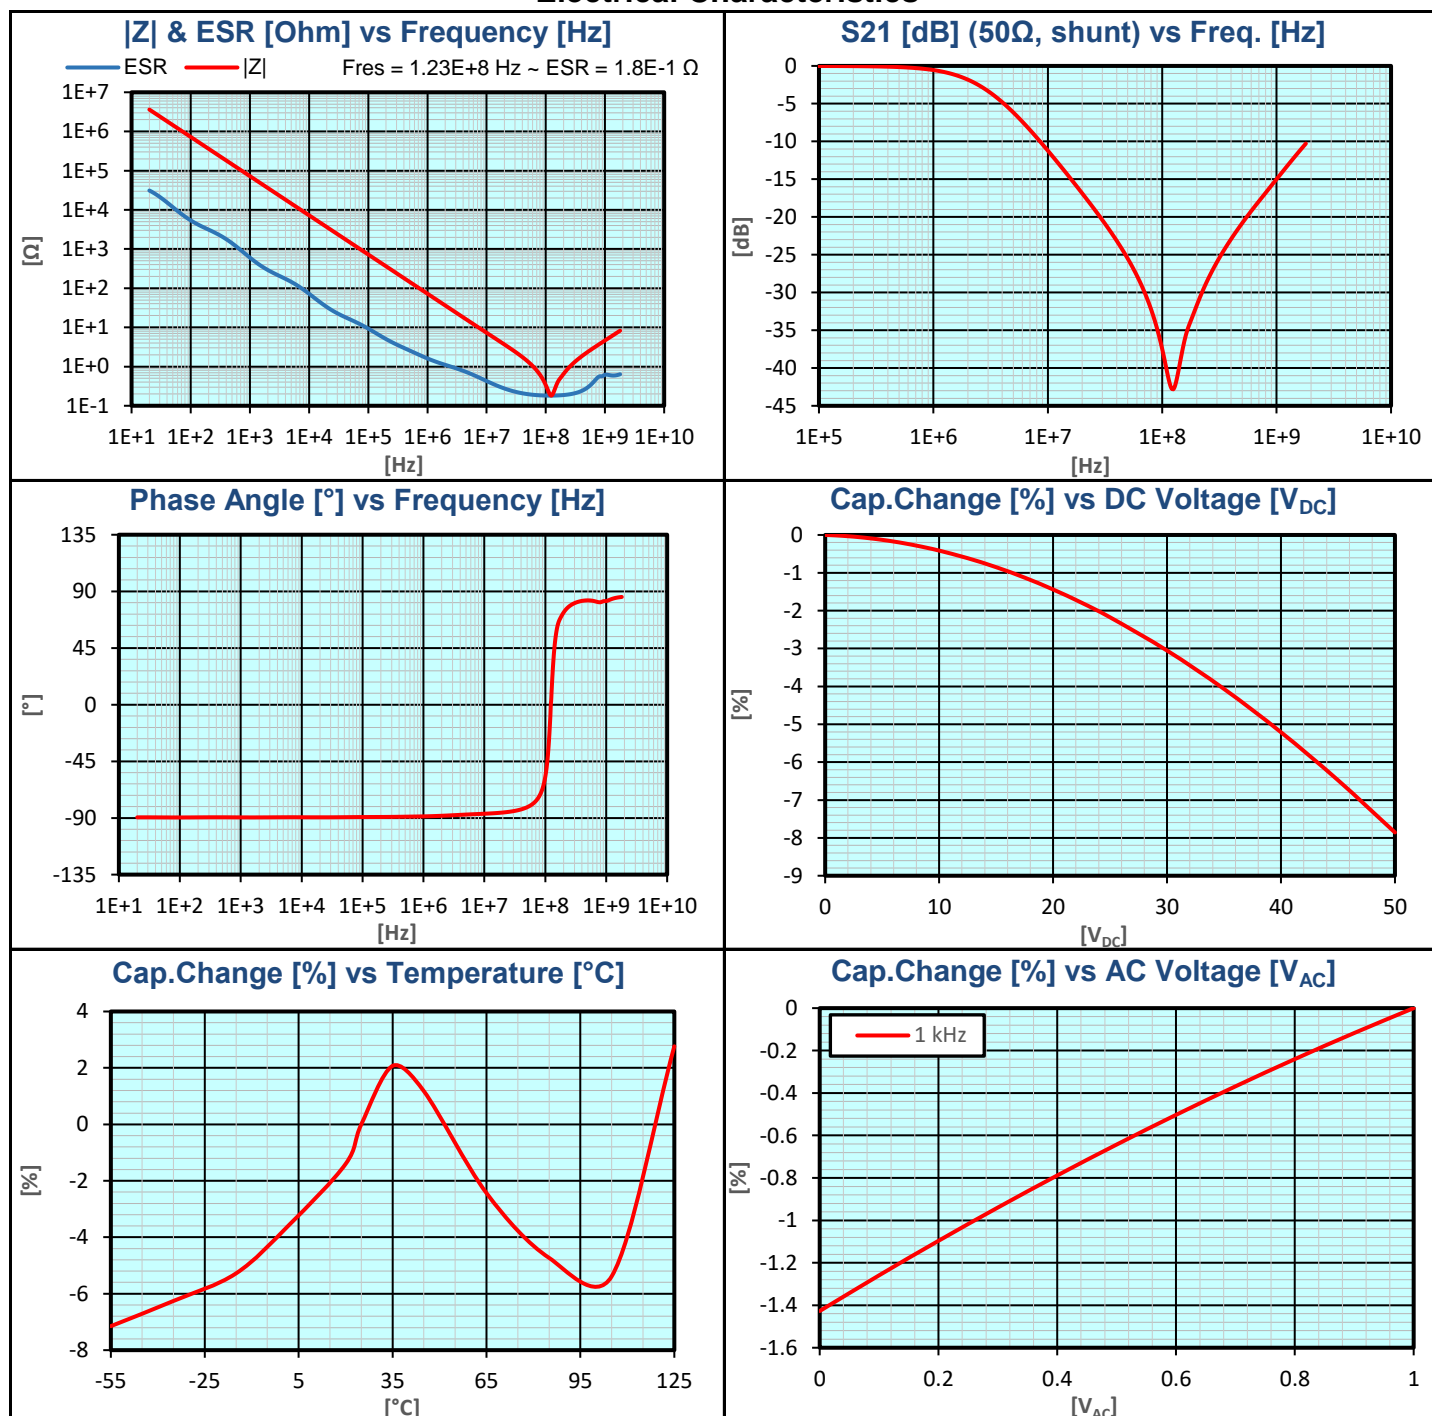 Electrical Characteristics
|Z| & ESR [Ohm] vs Frequency [Hz]
ESR |Z| Fres = 1.23E+8 Hz ~ ESR = 1.8E-1 Ω
1E+7
1E+6
1E+5
1E+4
1E+3
1E+2
1E+1
1E+0
1E-1
[Ω]
1E+1 1E+2 1E+3 1E+4 1E+5 1E+6 1E+7 1E+8 1E+9 1E+10
[Hz]
S21 [dB] (50Ω, shunt) vs Freq. [Hz]
0
-5
-10
-15
-20
-25
-30
-35
-40
-45
[dB]
1E+5 1E+6 1E+7 1E+8 1E+9 1E+10
[Hz]
Phase Angle [°] vs Frequency [Hz]
135
90
45
0
-45
-90
-135
[°]
1E+1 1E+2 1E+3 1E+4 1E+5 1E+6 1E+7 1E+8 1E+9 1E+10
[Hz]
Cap.Change [%] vs DC Voltage [VDC]
0
-1
-2
-3
-4
-5
-6
-7
-8
-9
[%]
0 10 20 30 40 50
[VDC]
Cap.Change [%] vs Temperature [°C]
4
2
0
-2
-4
-6
-8
[%]
-55 -25 5 35 65 95 125
[°C]
Cap.Change [%] vs AC Voltage [VAC]
1 kHz
0
-0.2
-0.4
-0.6
-0.8
-1
-1.2
-1.4
-1.6
[%]
0 0.2 0.4 0.6 0.8 1
[VAC]